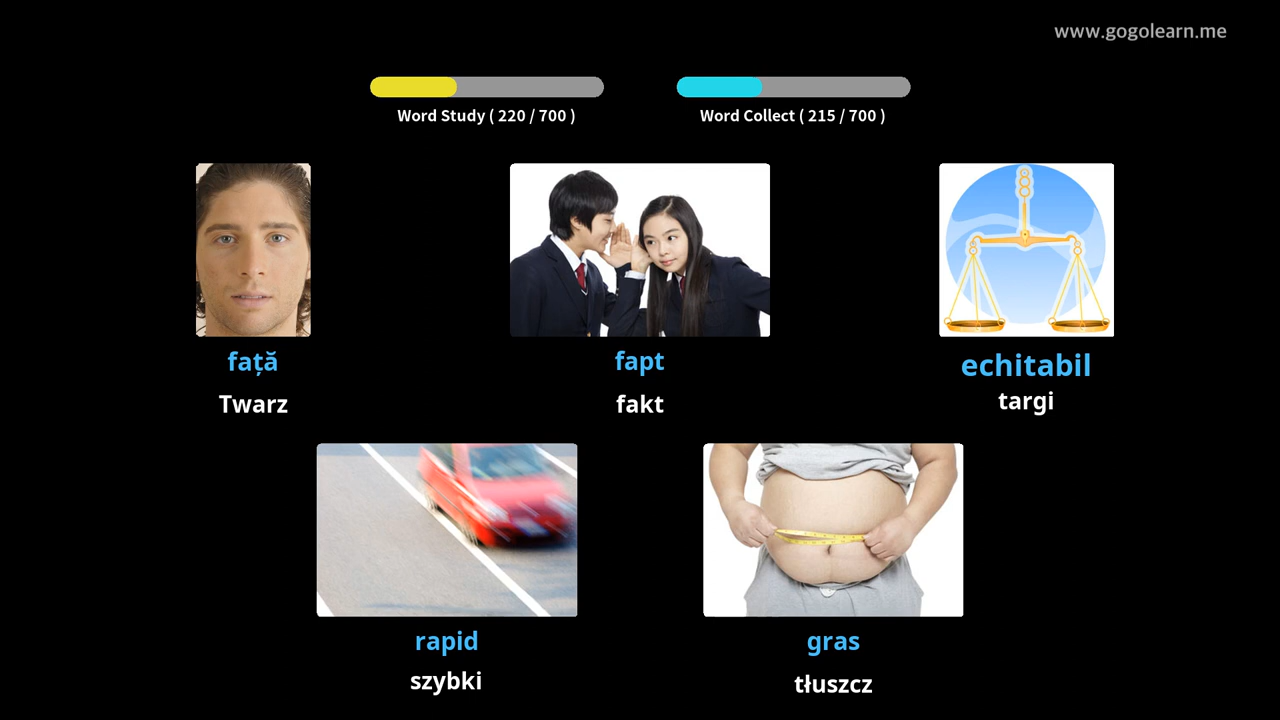 www.gogolearn.me
Word Study ( 220 / 700 )
Word Collect ( 215 / 700 )
față
fapt
echitabil
Twarz
fakt
targi
rapid
gras
szybki
tłuszcz